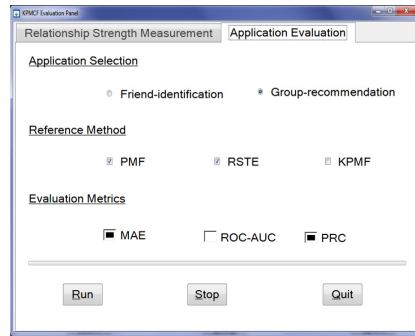 KPMCF Evaluation Panel
Relationship Strength Measurement Application Evaluation
Application Selection
Friend-identification Group-recommendation
Reference Method
PMF RSTE KPMF
Evaluation Metrics
MAE ROC-AUC PRC
Run Stop Quit